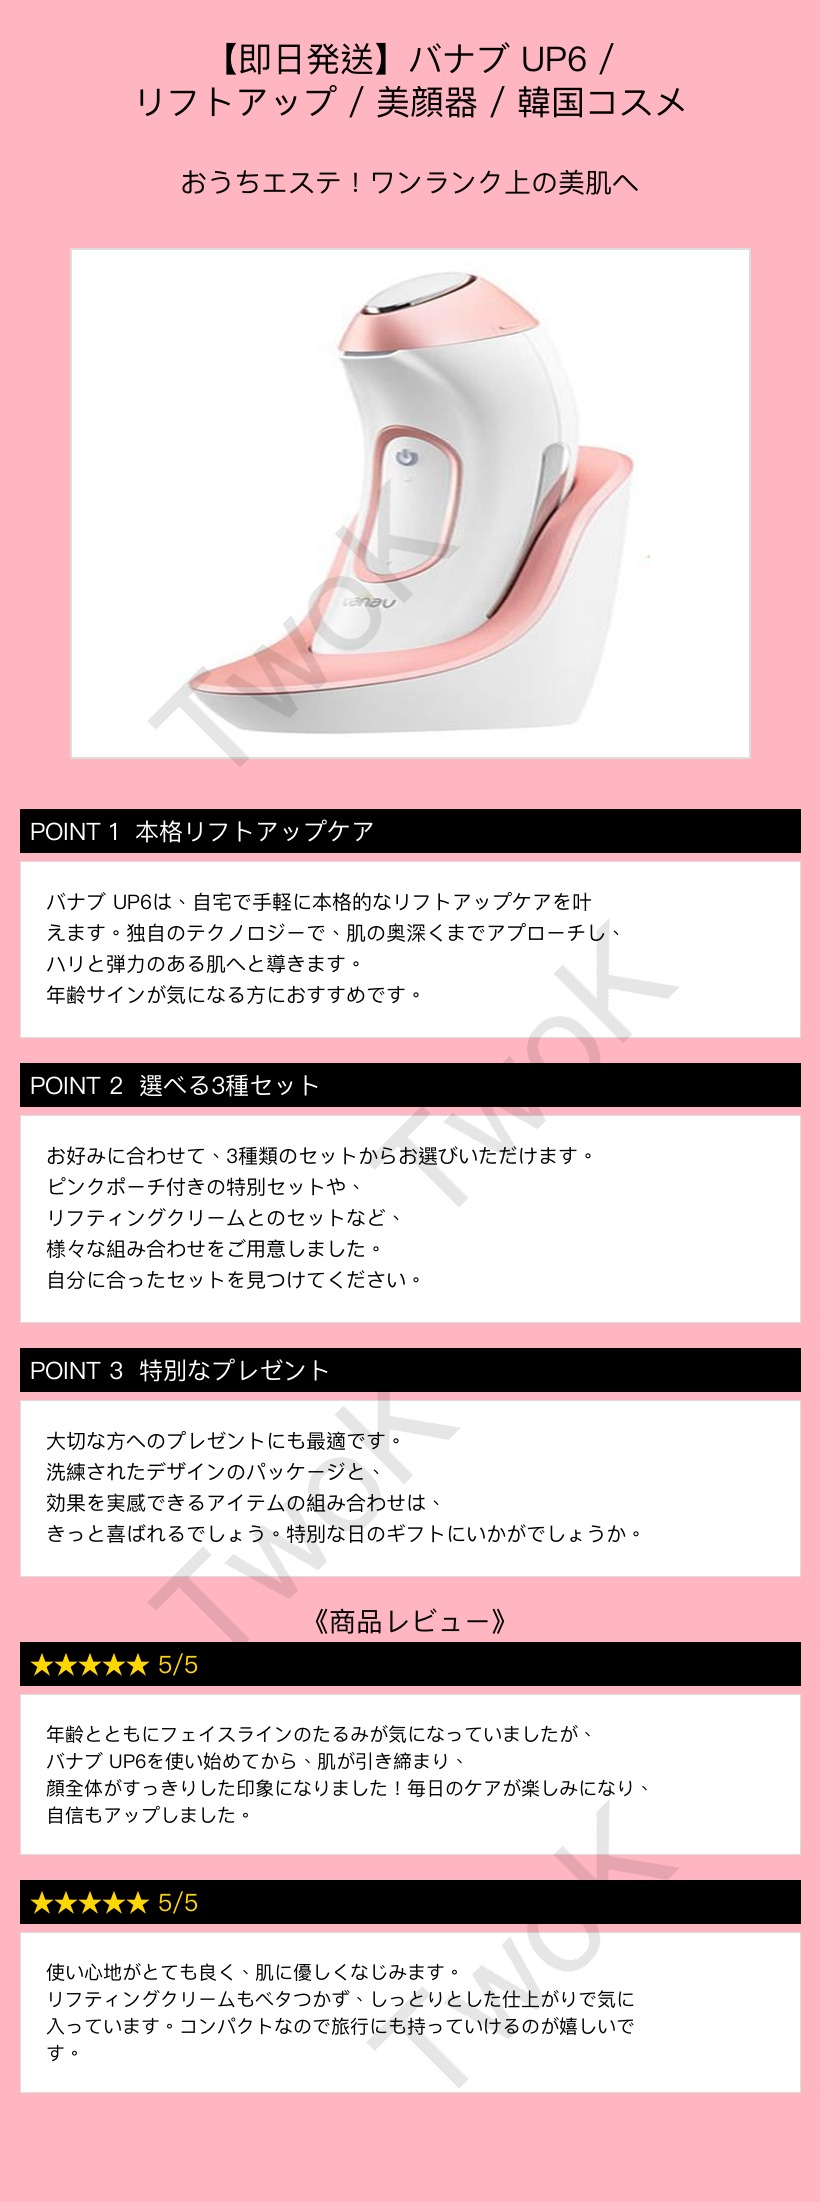 【即日発送】バナブ UP6 /
リフトアップ / 美顔器 / 韓国コスメ
おうちエステ！ワンランク上の美肌へ
vanav
TwoK
POINT 1 本格リフトアップケア
バナブ UP6は、自宅で手軽に本格的なリフトアップケアを叶
えます。独自のテクノロジーで、肌の奥深くまでアプローチし、
ハリと弾力のある肌へと導きます。
年齢サインが気になる方におすすめです。
TwoK
POINT 2 選べる3種セット
お好みに合わせて、3種類のセットからお選びいただけます。
ピンクポーチ付きの特別セットや、
リフティングクリームとのセットなど、
様々な組み合わせをご用意しました。
自分に合ったセットを見つけてください。
POINT 3 特別なプレゼント
大切な方へのプレゼントにも最適です。
洗練されたデザインのパッケージと、
効果を実感できるアイテムの組み合わせは、
きっと喜ばれるでしょう。特別な日のギフトにいかがでしょうか。
TwoK
《商品レビュー》
★★★★★ 5/5
年齢とともにフェイスラインのたるみが気になっていましたが、
バナブ UP6を使い始めてから、肌が引き締まり、
顔全体がすっきりした印象になりました！毎日のケアが楽しみになり、
自信もアップしました。
★★★★★ 5/5
使い心地がとても良く、肌に優しくなじみます。
リフティングクリームもベタつかず、しっとりとした仕上がりで気に
入っています。コンパクトなので旅行にも持っていけるのが嬉しいで
す。
TwoK